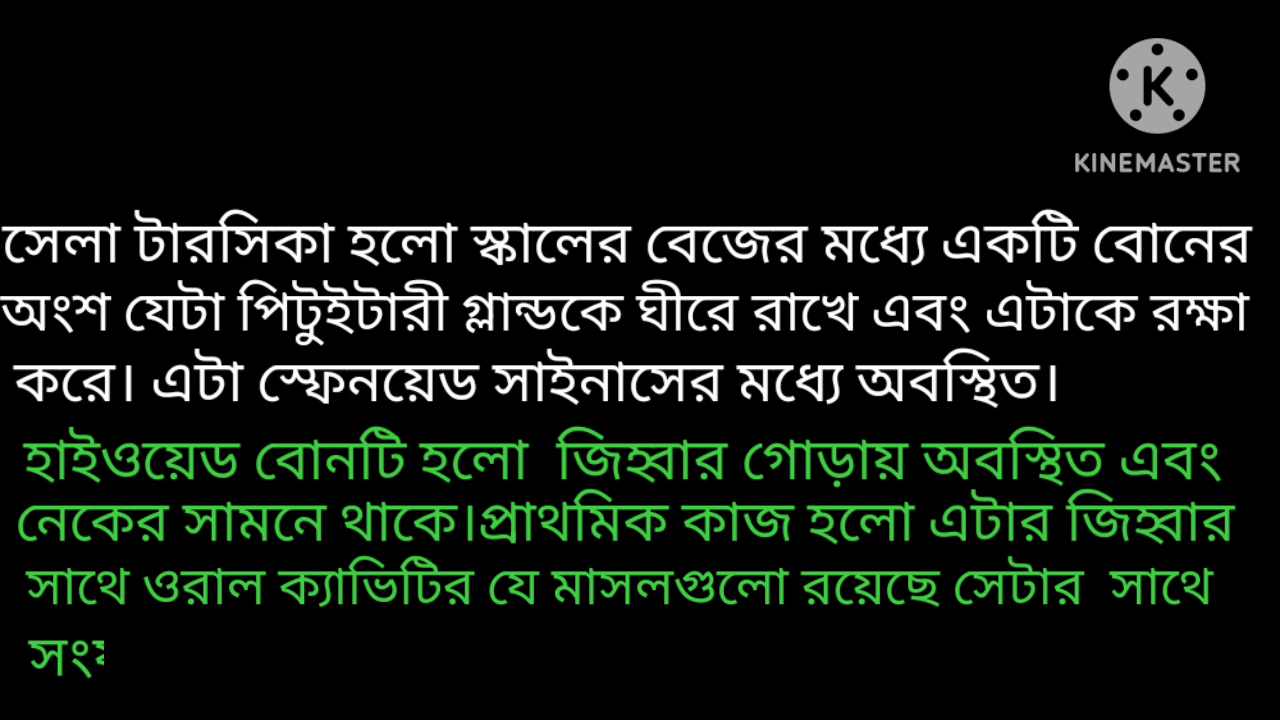 KINEMASTER
সেলা টারসিকা হলো স্কালের বেজের মধ্যে একটি বোনের
অংশ যেটা পিটুইটারী গ্লান্ডকে ঘীরে রাখে এবং এটাকে রক্ষা
করে। এটা স্ফেনয়েড সাইনাসের মধ্যে অবস্থিত।
হাইওয়েড বোনটি হলো জিহ্বার গোড়ায় অবস্থিত এবং
নেকের সামনে থাকে।প্রাথমিক কাজ হলো এটার জিহ্বার
সাথে ওরাল ক্যাভিটির যে মাসলগুলো রয়েছে সেটার সাথে